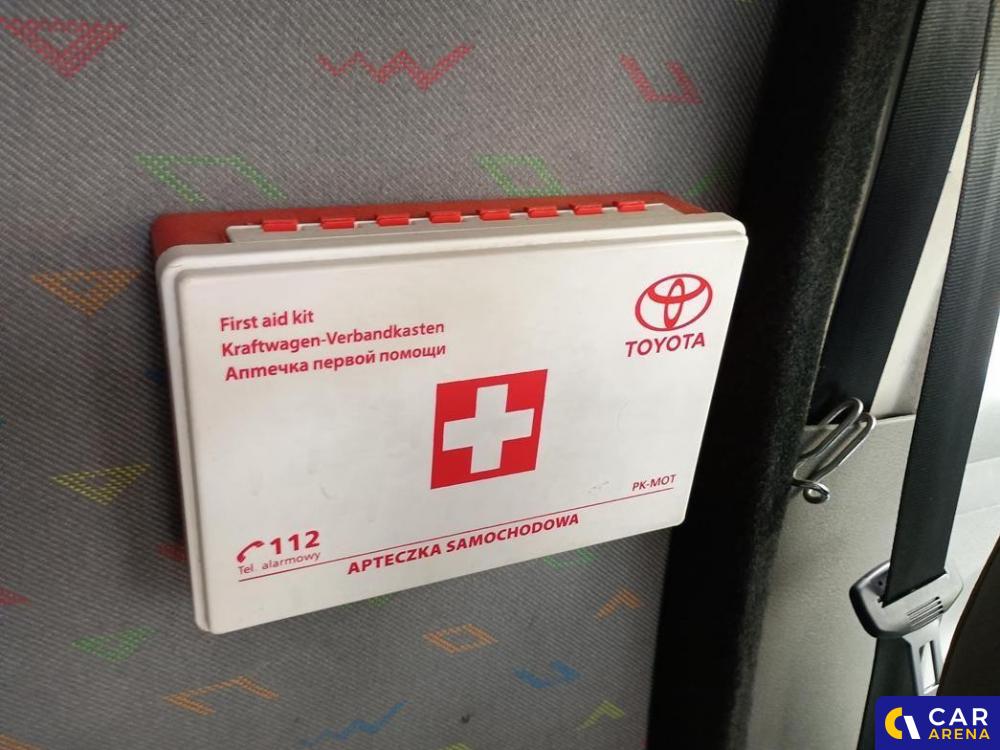 First aid kit
Kraftwagen-Verbandkasten
Аптечка первой помощи
TOYOTA
PK-MOT
112
Tel. alarmowy
APTECZKA SAMOCHODOWA
CAR
ARENA